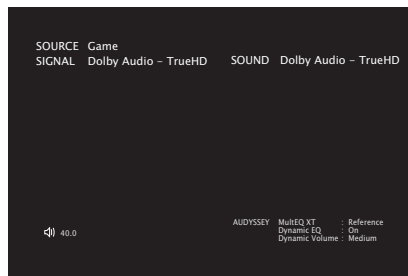 SOURCE Game
SIGNAL Dolby Audio – TrueHD SOUND Dolby Audio – TrueHD
40.0
AUDYSSEY MultEQ XT : Reference
Dynamic EQ : On
Dynamic Volume : Medium